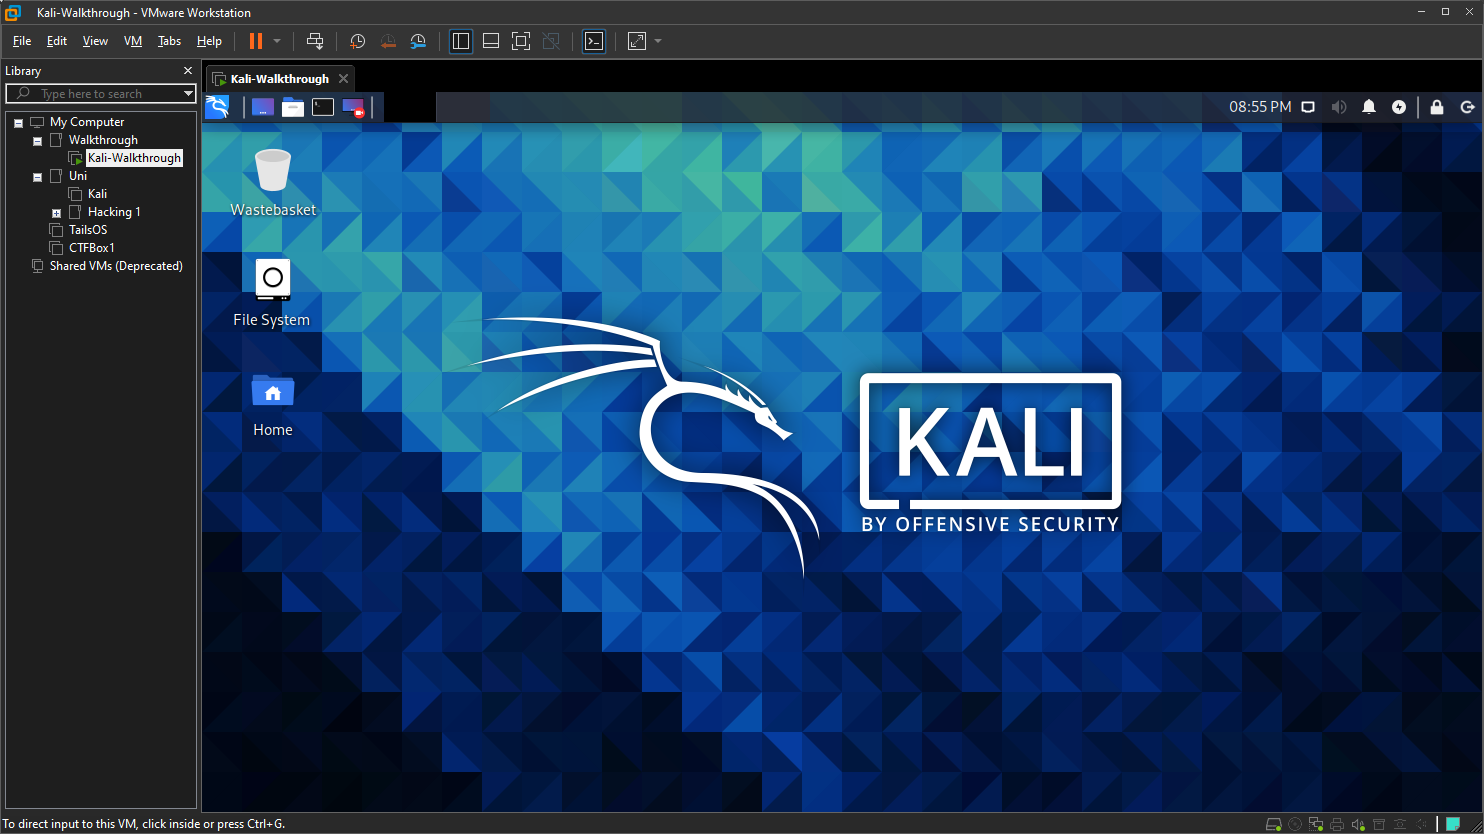 Kali-Walkthrough - VMware Workstation
File Edit View VM Tabs Help
Library
Type here to search
My Computer
Walkthrough
Kali-Walkthrough
Uni
Kali
Hacking 1
TailsOS
CTFBox1
Shared VMs (Deprecated)
Kali-Walkthrough
08:55 PM
Wastebasket
File System
Home
KALI
BY OFFENSIVE SECURITY
To direct input to this VM, click inside or press Ctrl+G.